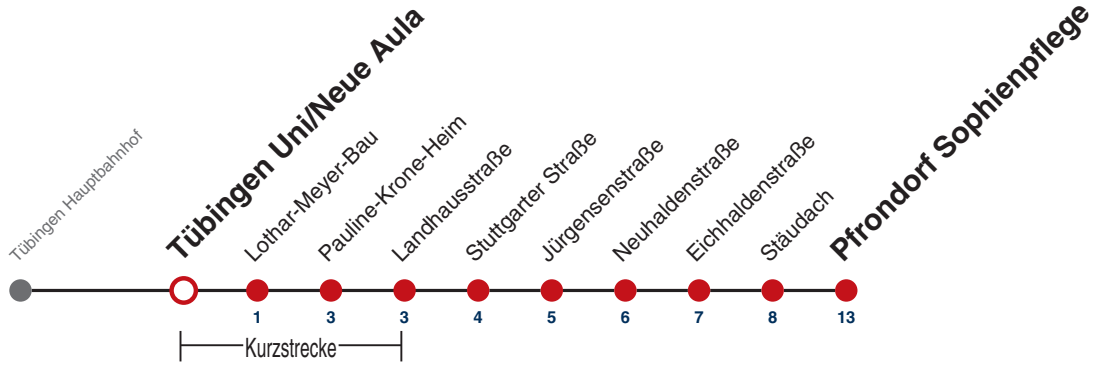 Tübingen Hauptbahnhof
Tübingen Uni/Neue Aula
Lothar-Meyer-Bau
Pauline-Krone-Heim
Landhausstraße
Stuttgarter Straße
Jürgensenstraße
Neuhaldenstraße
Eichhaldenstraße
Stäudach
Pfrondorf Sophienpflege
1 3 3 4 5 6 7 8 13
Kurzstrecke